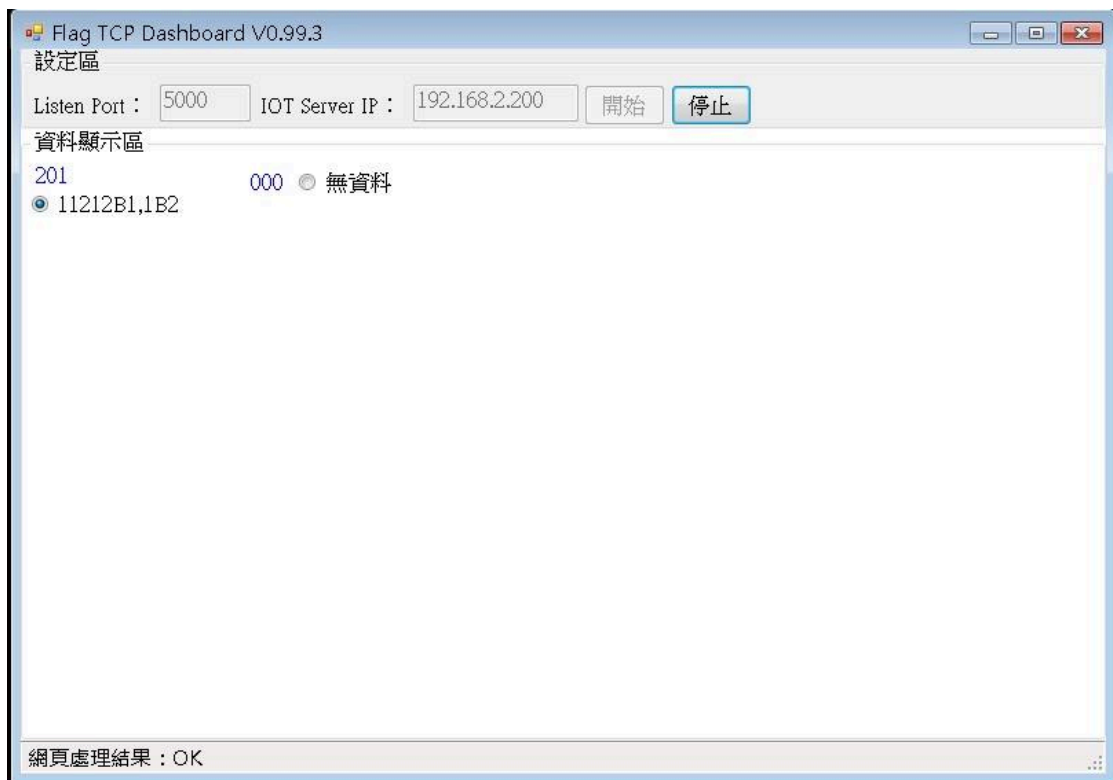 Flag TCP Dashboard V0.99.3
設定區
Listen Port： 5000 IOT Server IP： 192.168.2.200 開始 停止
資料顯示區
201
000 無資料
11212B1,1B2
網頁處理結果：OK